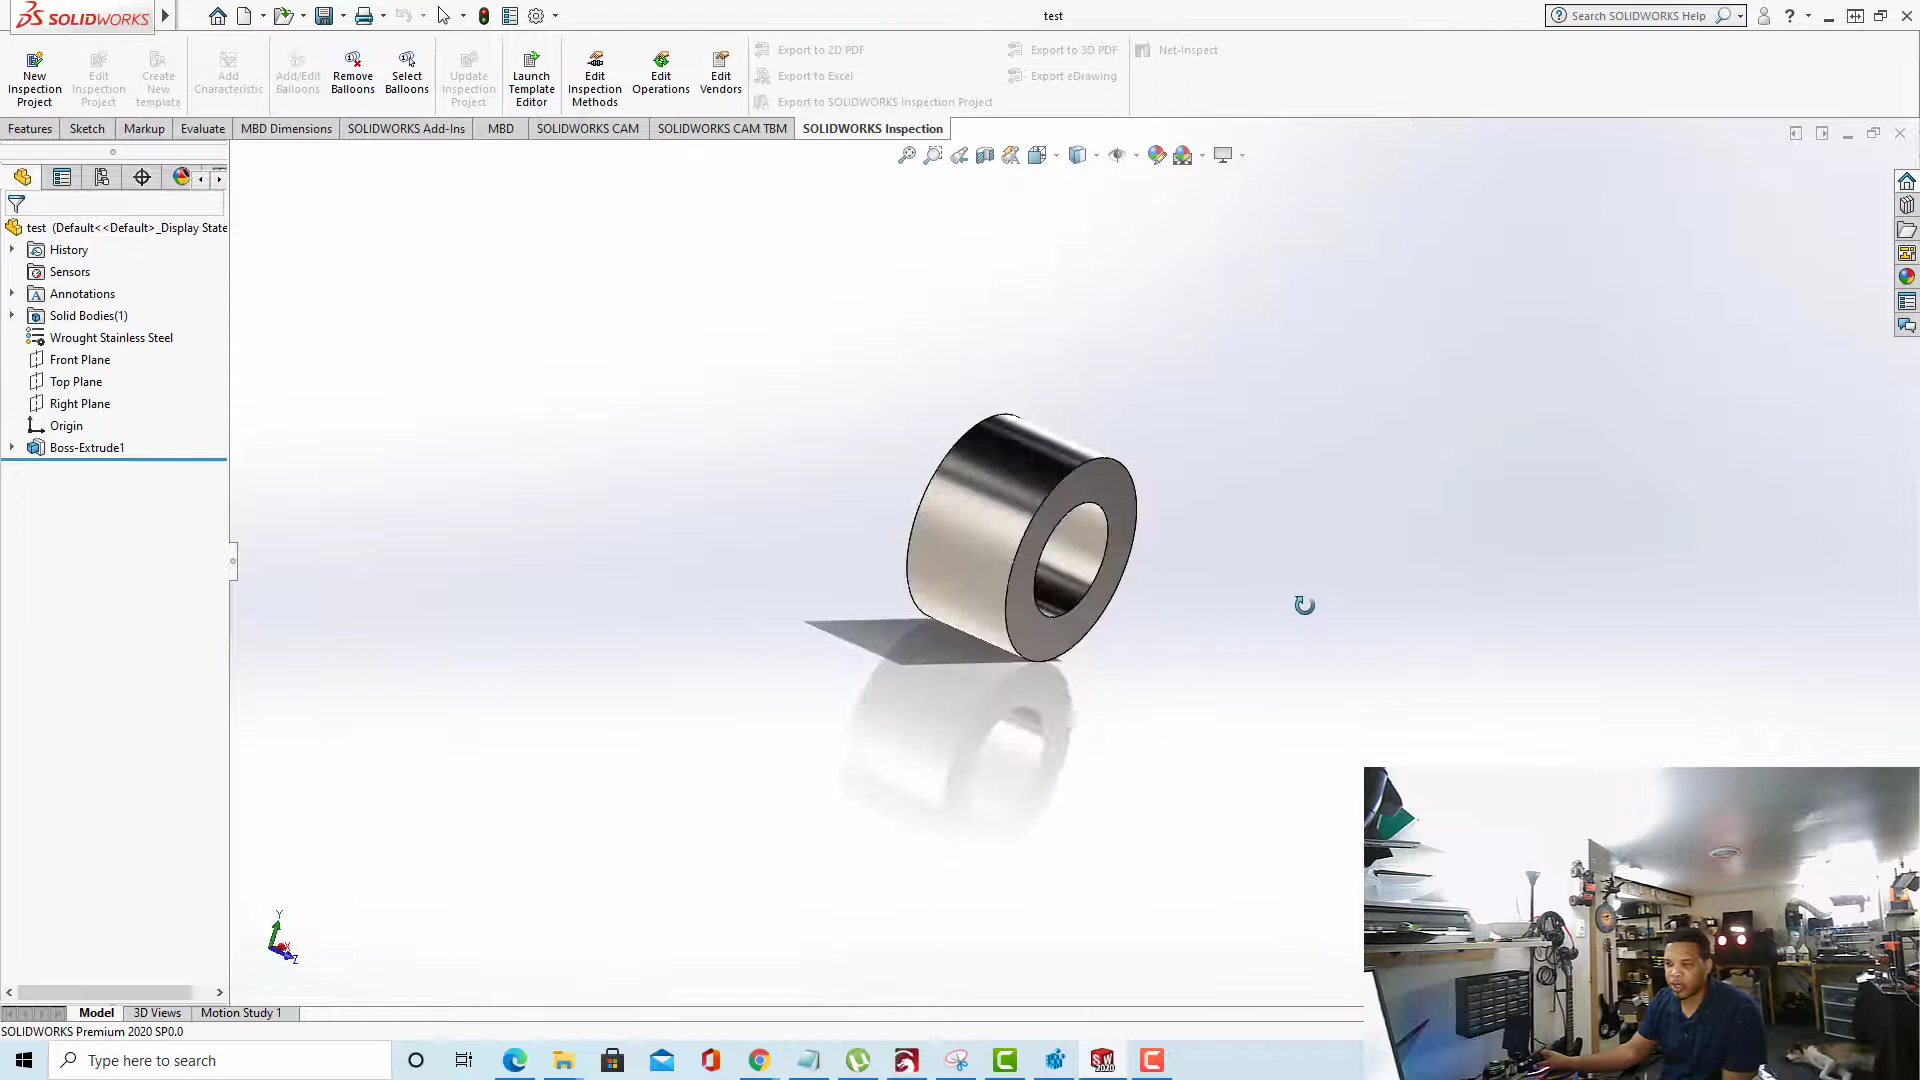 SOLIDWORKS
test
Search SOLIDWORKS Help
New Inspection Project
Edit Inspection Project
Create New template
Add Characteristic
Add/Edit Balloons
Remove Balloons
Select Balloons
Update Inspection Project
Launch Template Editor
Edit Inspection Methods
Edit Operations
Edit Vendors
Export to 2D PDF
Export to Excel
Export to SOLIDWORKS Inspection Project
Export to 3D PDF
Export eDrawing
Net-Inspect
Features
Sketch
Markup
Evaluate
MBD Dimensions
SOLIDWORKS Add-Ins
MBD
SOLIDWORKS CAM
SOLIDWORKS CAM TBM
SOLIDWORKS Inspection
test (Default<<Default>_Display State
History
Sensors
Annotations
Solid Bodies(1)
Wrought Stainless Steel
Front Plane
Top Plane
Right Plane
Origin
Boss-Extrude1
Y
X
Z
Model
3D Views
Motion Study 1
SOLIDWORKS Premium 2020 SP0.0
Type here to search
SW
2020